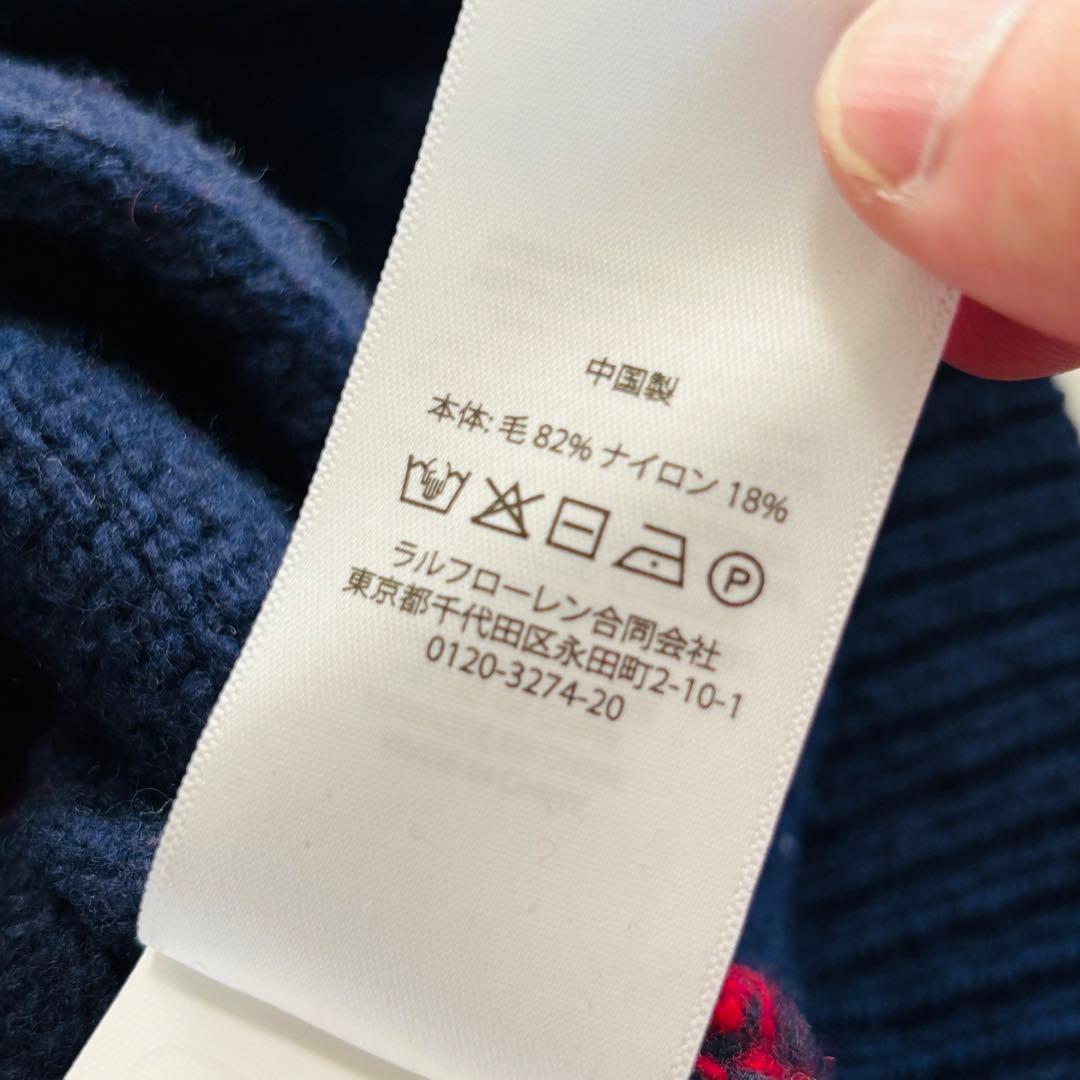 中国製
本体: 毛 82% ナイロン 18%
P
ラルフローレン合同会社
東京都千代田区永田町2-10-1
0120-3274-20